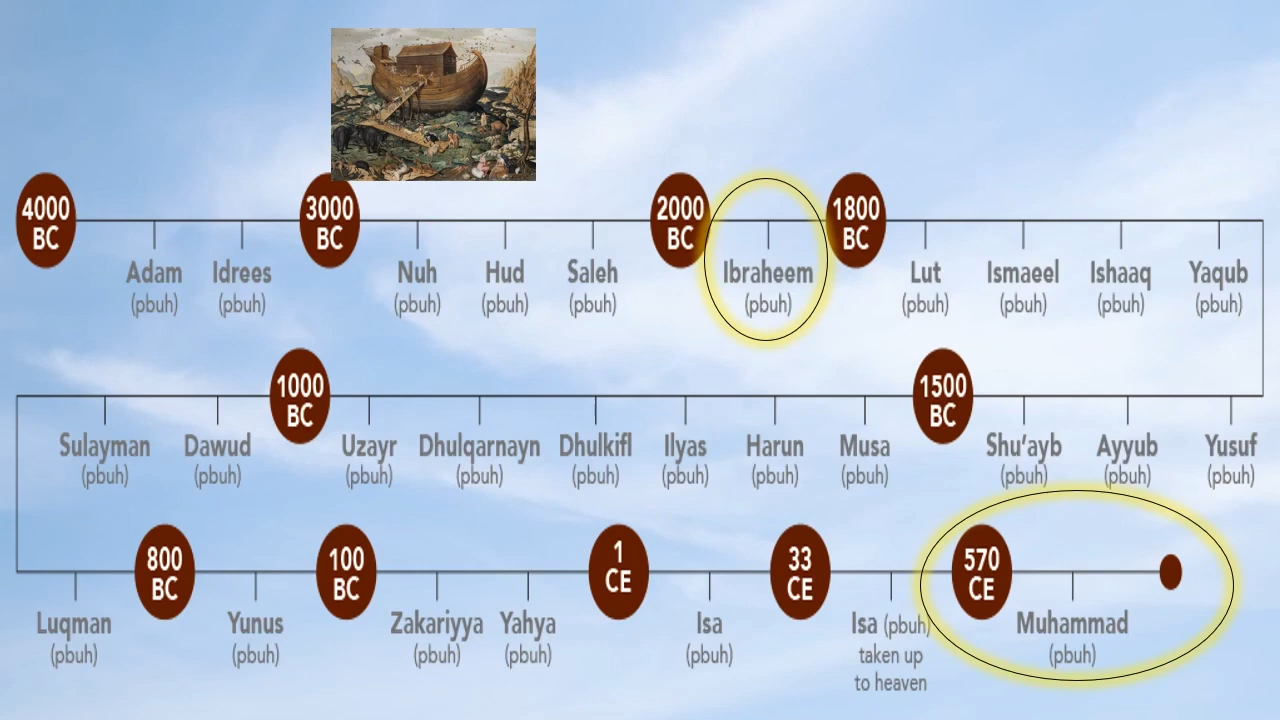 4000
BC
3000
BC
2000
BC
1800
BC
Adam
(pbuh)
Idrees
(pbuh)
Nuh
(pbuh)
Hud
(pbuh)
Saleh
(pbuh)
Ibraheem
(pbuh)
Lut
(pbuh)
Ismaeel
(pbuh)
Ishaaq
(pbuh)
Yaqub
(pbuh)
1000
BC
1500
BC
Sulayman
(pbuh)
Dawud
(pbuh)
Uzayr
(pbuh)
Dhulqarnayn
(pbuh)
Dhulkifl
(pbuh)
Ilyas
(pbuh)
Harun
(pbuh)
Musa
(pbuh)
Shu'ayb
(pbuh)
Ayyub
(pbuh)
Yusuf
(pbuh)
800
BC
100
BC
1
CE
33
CE
570
CE
Luqman
(pbuh)
Yunus
(pbuh)
Zakariyya
(pbuh)
Yahya
(pbuh)
Isa
(pbuh)
Isa (pbuh)
taken up
to heaven
Muhammad
(pbuh)